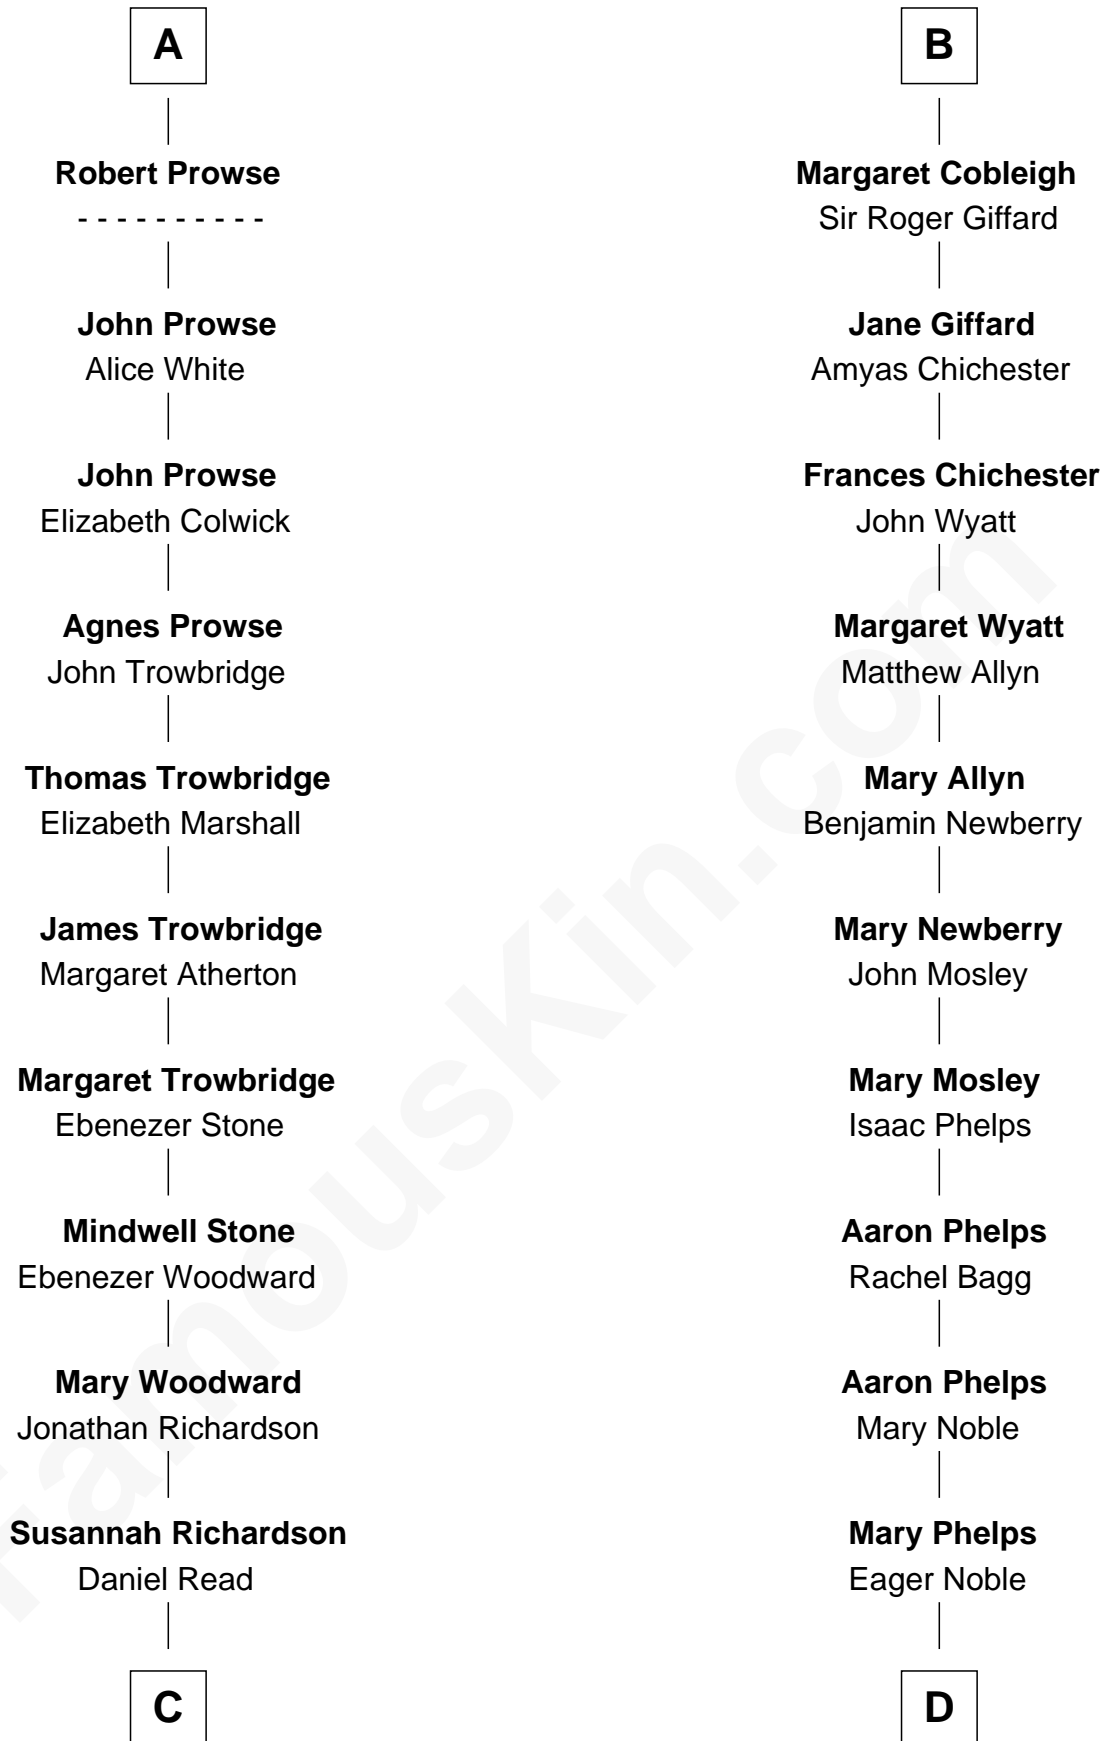 A
Robert Prowse
- - - - - - - - - -
John Prowse
Alice White
John Prowse
Elizabeth Colwick
Agnes Prowse
John Trowbridge
Thomas Trowbridge
Elizabeth Marshall
James Trowbridge
Margaret Atherton
Margaret Trowbridge
Ebenezer Stone
Mindwell Stone
Ebenezer Woodward
Mary Woodward
Jonathan Richardson
Susannah Richardson
Daniel Read
C
B
Margaret Cobleigh
Sir Roger Giffard
Jane Giffard
Amyas Chichester
Frances Chichester
John Wyatt
Margaret Wyatt
Matthew Allyn
Mary Allyn
Benjamin Newberry
Mary Newberry
John Mosley
Mary Mosley
Isaac Phelps
Aaron Phelps
Rachel Bagg
Aaron Phelps
Mary Noble
Mary Phelps
Eager Noble
D
FamousKin.com